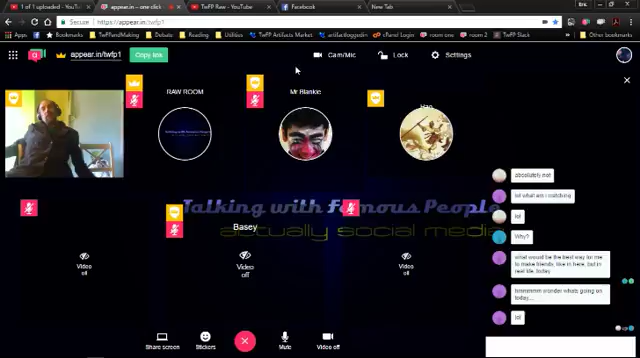 1 of 1 uploaded - YouTube
appear.in – one click
TwFP Raw - YouTube
Facebook
New Tab
Secure
https://appear.in/twfp1
Apps
Bookmarks
TwFPandMaking
Debate
Reading
Utilities
TwFP Artifacts Market
artifactloggedin
cPanel Login
room one
room 2
TwFP Slack
Other bookmarks
appear.in/twfp1
Copy link
Cam/Mic
Lock
Settings
RAW ROOM
Mr Blankie
Han
Talking with Famous People
actually social media
Basey
Video
off
Video
off
Video
off
absolutely not
lol what am i watching
lol
Why?
what would be the best way for me
to make friends, like in here, but in
real life, today
hmmmmm wonder whats going on
today....
lol
Share screen
Stickers
Mute
Video off